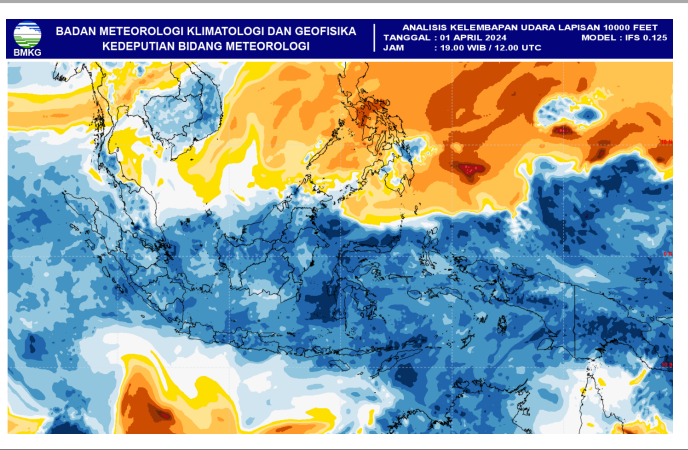 BMKG
BADAN METEOROLOGI KLIMATOLOGI DAN GEOFISIKA
KEDEPUTIAN BIDANG METEOROLOGI
ANALISIS KELEMBAPAN UDARA LAPISAN 10000 FEET
TANGGAL : 01 APRIL 2024 MODEL : IFS 0.125
JAM : 19.00 WIB / 12.00 UTC